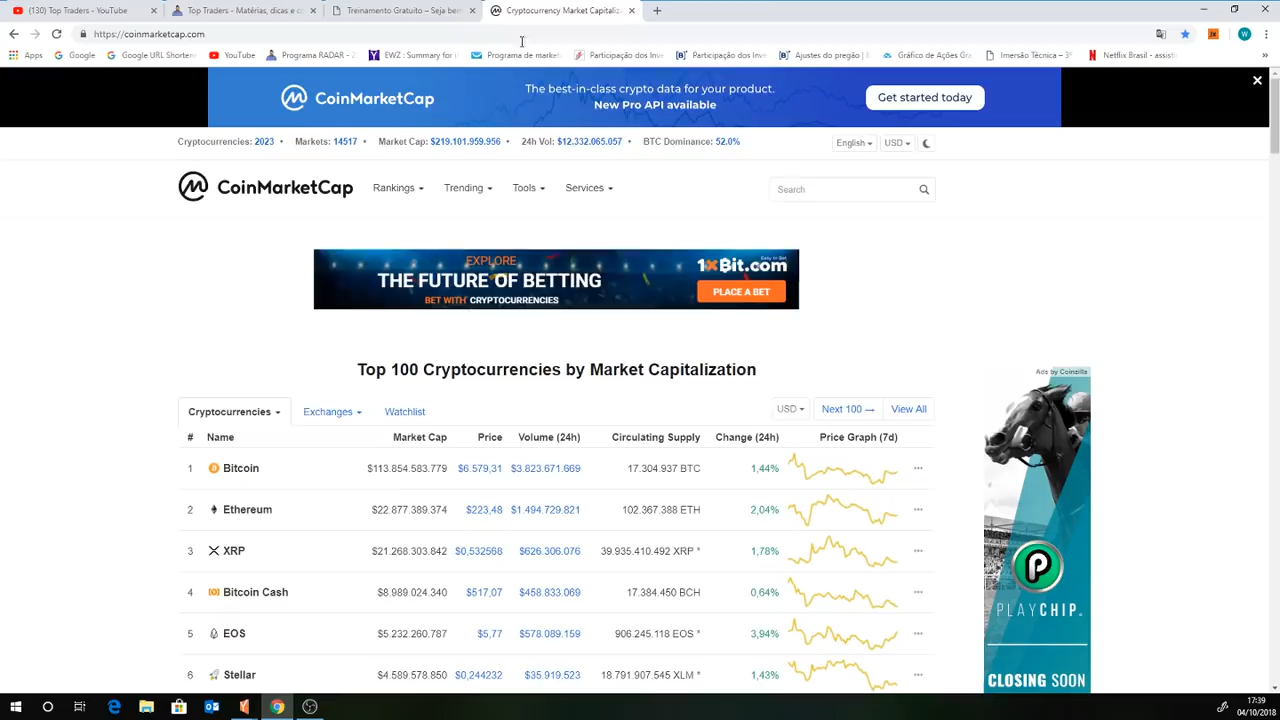 (130) Top Traders - YouTube
Top Traders - Matérias, dicas e c
Treinamento Gratuito – Seja bem
Cryptocurrency Market Capitaliz
https://coinmarketcap.com
Apps
Google
Google URL Shorten
YouTube
Programa RADAR - 2
EWZ : Summary for i
Programa de market
Participação dos Inve
Participação dos Inve
Ajustes do pregão |
Gráfico de Ações Gra
Imersão Técnica – 3ª
Netflix Brasil - assist
CoinMarketCap
The best-in-class crypto data for your product.
New Pro API available
Get started today
Cryptocurrencies: 2023 • Markets: 14517 • Market Cap: $219.101.959.956 • 24h Vol: $12.332.065.057 • BTC Dominance: 52.0%
English
USD
CoinMarketCap
Rankings
Trending
Tools
Services
Search
EXPLORE
THE FUTURE OF BETTING
BET WITH CRYPTOCURRENCIES
Easy to Bet
1xBit.com
PLACE A BET
Top 100 Cryptocurrencies by Market Capitalization
Ads by Coinzilla
Cryptocurrencies
Exchanges
Watchlist
USD
Next 100 →
View All
# Name Market Cap Price Volume (24h) Circulating Supply Change (24h) Price Graph (7d)
1 Bitcoin $113.854.583.779 $6.579,31 $3.823.671.669 17.304.937 BTC 1,44%
2 Ethereum $22.877.389.374 $223,48 $1.494.729.821 102.367.388 ETH 2,04%
3 XRP $21.268.303.842 $0,532568 $626.306.076 39.935.410.492 XRP * 1,78%
4 Bitcoin Cash $8.989.024.340 $517,07 $458.833.069 17.384.450 BCH 0,64%
5 EOS $5.232.260.787 $5,77 $578.089.159 906.245.118 EOS * 3,94%
6 Stellar $4.589.578.850 $0,244232 $35.919.523 18.791.907.545 XLM * 1,43%
PLAYCHIP
CLOSING SOON
17:39
04/10/2018